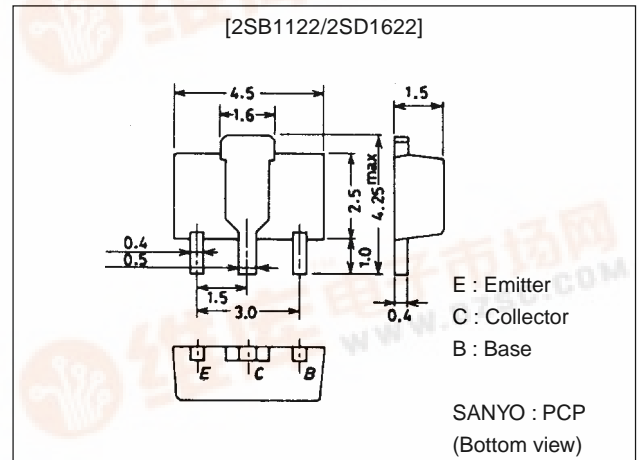 [2SB1122/2SD1622]
4.5
1.6
1.5
2.5
4.25max
1.0
0.4
0.5
1.5
3.0
0.4
E : Emitter
C : Collector
B : Base
E C B
SANYO : PCP
(Bottom view)